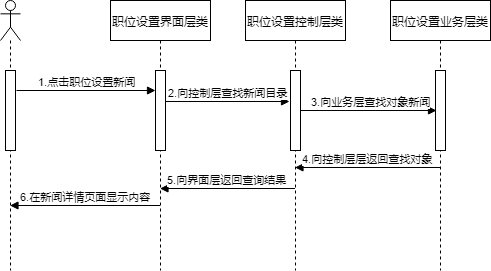 职位设置界面层类
职位设置控制层类
职位设置业务层类
1.点击职位设置新闻
2.向控制层查找新闻目录
3.向业务层查找对象新闻
4.向控制层层返回查找对象
5.向界面层返回查询结果
6.在新闻详情页面显示内容